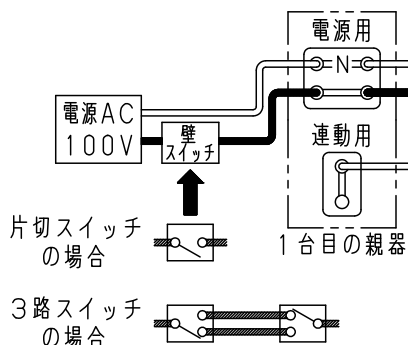 電源用
N
電源AC
100V
壁
スイッチ
連動用
1台目の親器
片切スイッチ
の場合
3路スイッチ
の場合